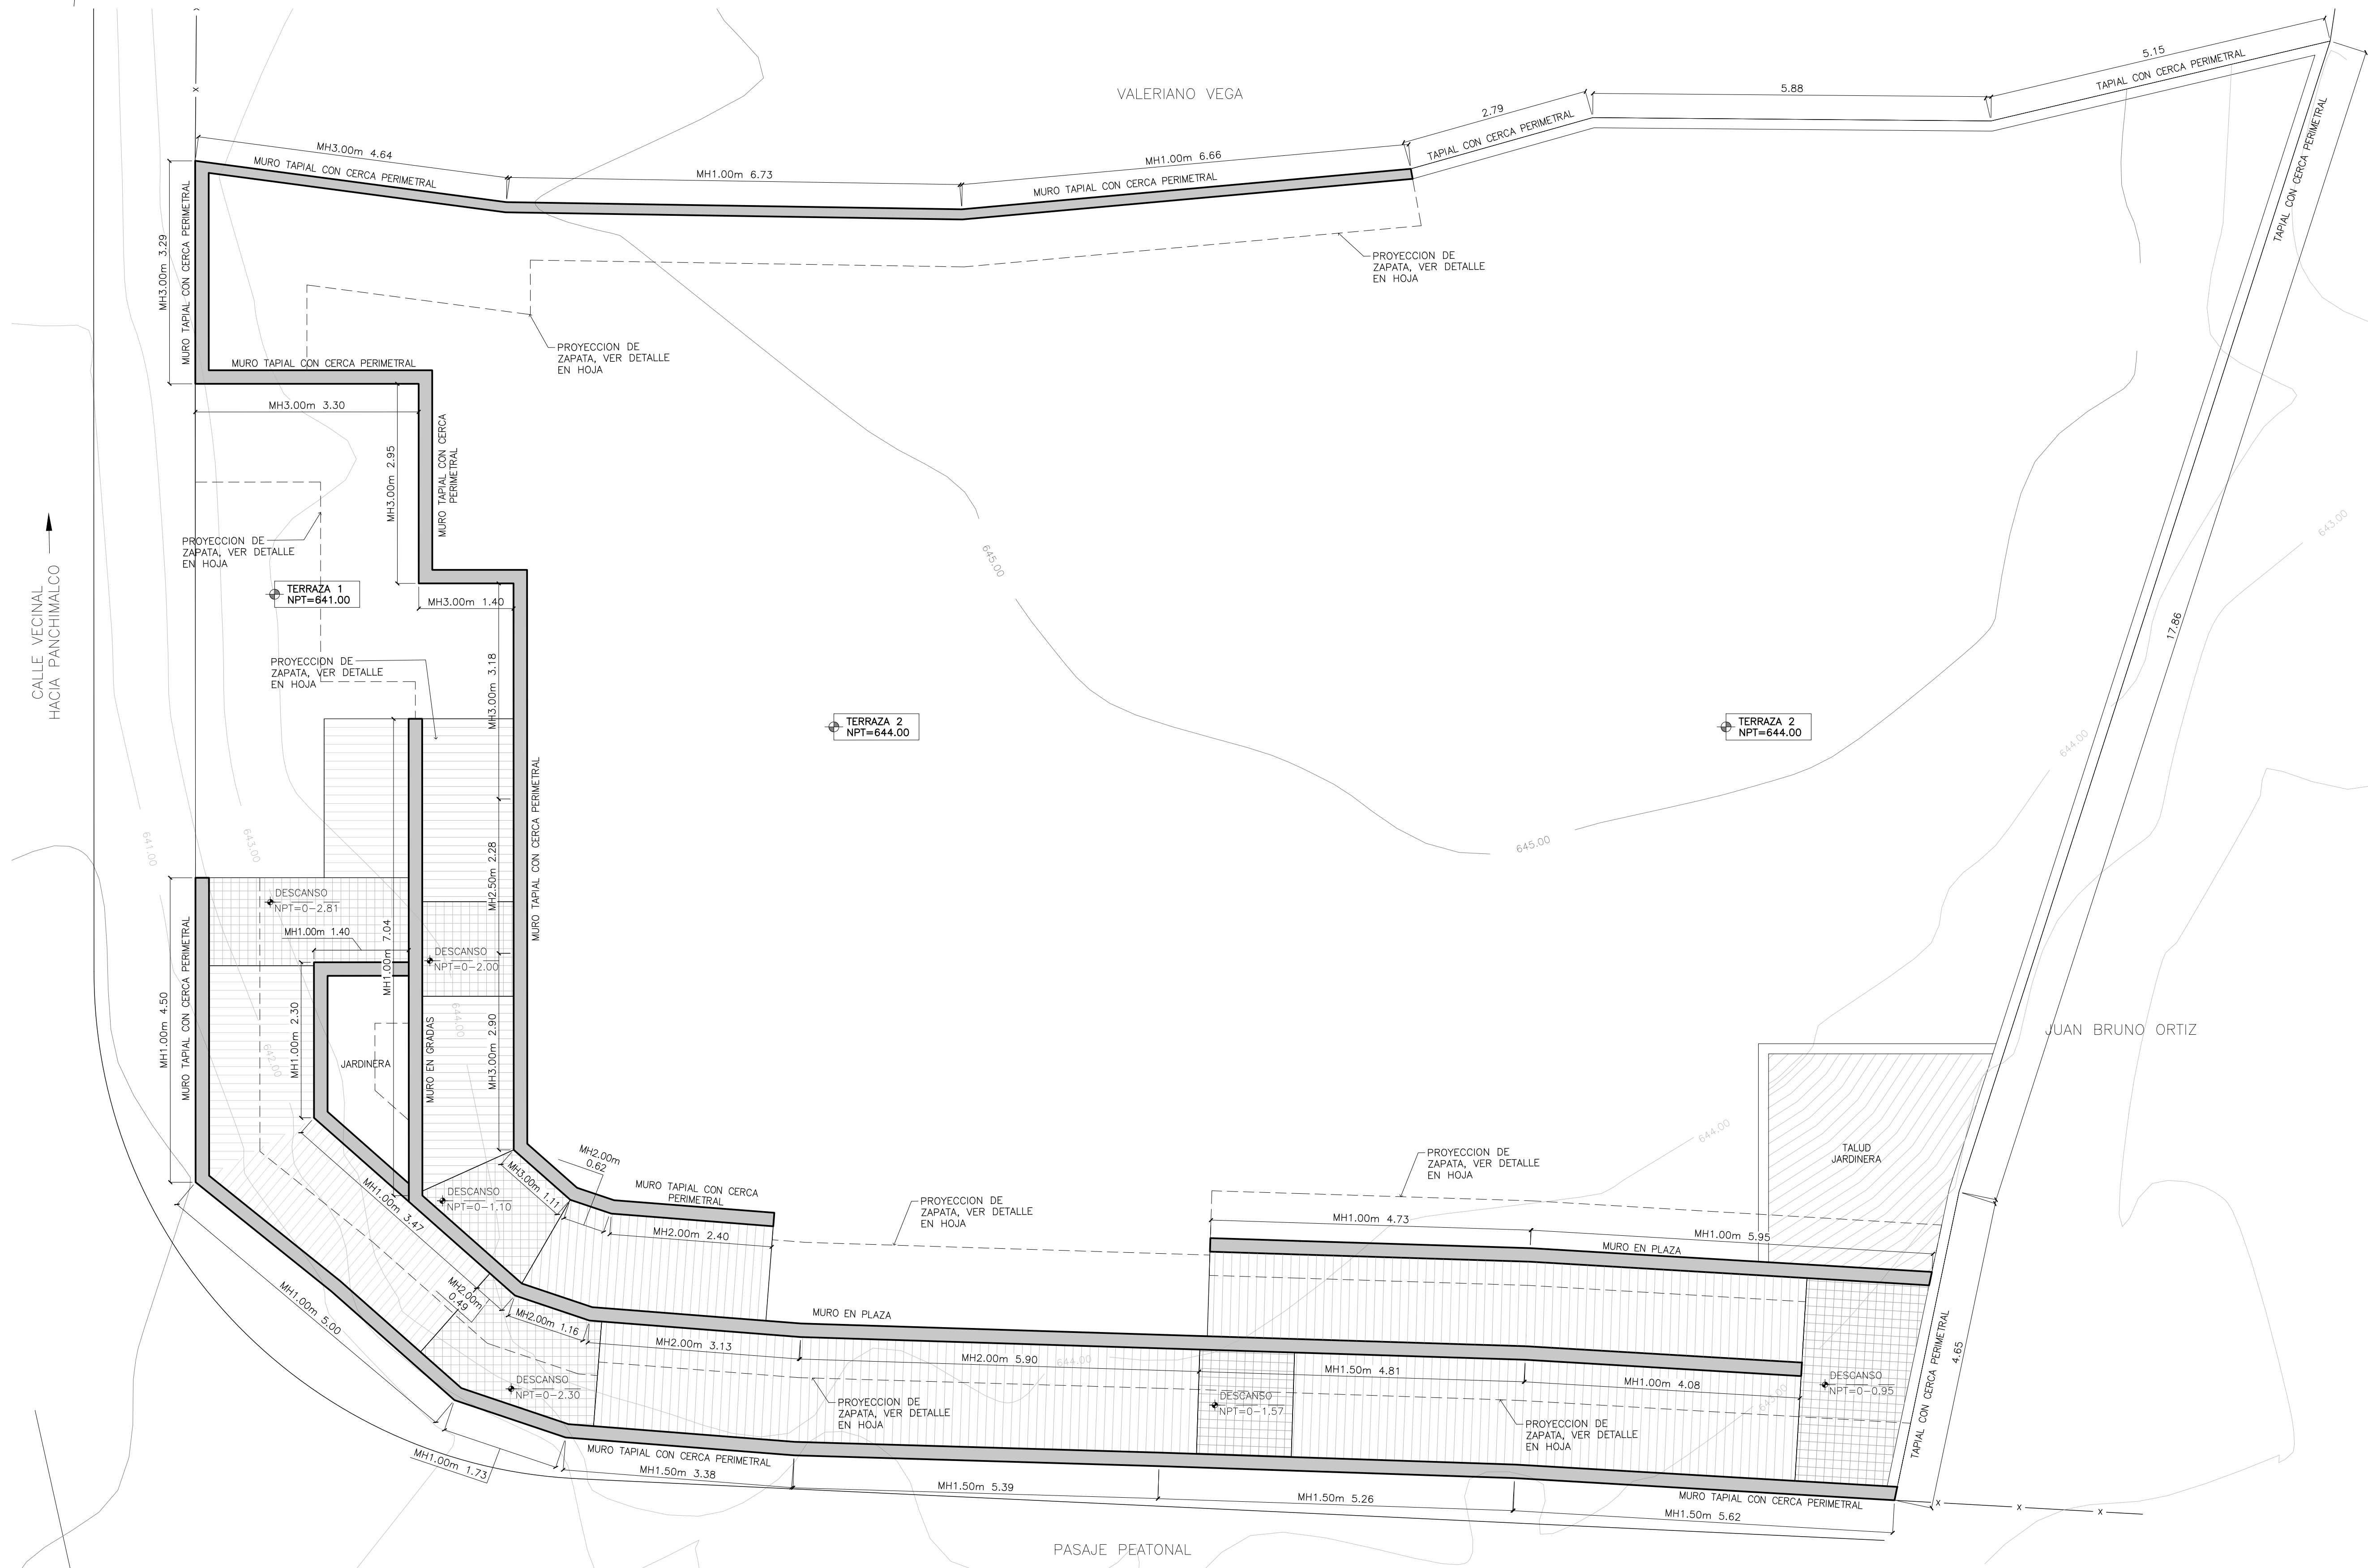 5.15
TAPIAL CON CERCA PERIMETRAL
5.88
VALERIANO VEGA
2.79
TAPIAL CON CERCA PERIMETRAL
TAPIAL CON CERCA PERIMETRAL
X
MH3.00m 4.64
MURO TAPIAL CON CERCA PERIMETRAL
MH1.00m 6.73
MH1.00m 6.66
MURO TAPIAL CON CERCA PERIMETRAL
MH3.00m 3.29
MURO TAPIAL CON CERCA PERIMETRAL
PROYECCION DE
ZAPATA, VER DETALLE
EN HOJA
PROYECCION DE
ZAPATA, VER DETALLE
EN HOJA
MURO TAPIAL CON CERCA PERIMETRAL
MH3.00m 3.30
MH3.00m 2.95
MURO TAPIAL CON CERCA
PERIMETRAL
643.00
PROYECCION DE
ZAPATA, VER DETALLE
EN HOJA
645.00
CALLE VECINAL
HACIA PANCHIMALCO
TERRAZA 1
NPT=641.00
MH3.00m 1.40
17.86
PROYECCION DE
ZAPATA, VER DETALLE
EN HOJA
MH3.00m 3.18
TERRAZA 2
NPT=644.00
TERRAZA 2
NPT=644.00
644.00
641.00
643.00
645.00
MURO TAPIAL CON CERCA PERIMETRAL
MH2.50m 2.28
DESCANSO
NPT=0-2.81
MH1.00m 1.40
MH1.00m 7.04
DESCANSO
NPT=0-2.00
MH1.00m 4.50
MURO TAPIAL CON CERCA PERIMETRAL
MH1.00m 2.30
642.00
JARDINERA
MURO EN GRADAS
644.00
MH3.00m 2.90
JUAN BRUNO ORTIZ
644.00
TALUD
JARDINERA
MH2.00m
0.62
MH3.00m 1.11
MURO TAPIAL CON CERCA
PERIMETRAL
MH2.00m 2.40
PROYECCION DE
ZAPATA, VER DETALLE
EN HOJA
PROYECCION DE
ZAPATA, VER DETALLE
EN HOJA
DESCANSO
NPT=0-1.10
MH1.00m 3.47
MH1.00m 4.73
MH1.00m 5.95
MURO EN PLAZA
MH2.00m
0.49
MH1.00m 5.00
MH2.00m 1.16
MURO EN PLAZA
MH2.00m 3.13
MH2.00m 5.90
644.00
MH1.50m 4.81
MH1.00m 4.08
4.65
TAPIAL CON CERCA PERIMETRAL
DESCANSO
NPT=0-2.30
DESCANSO
NPT=0-1.57
DESCANSO
NPT=0-0.95
643.00
PROYECCION DE
ZAPATA, VER DETALLE
EN HOJA
PROYECCION DE
ZAPATA, VER DETALLE
EN HOJA
MH1.00m 1.73
MURO TAPIAL CON CERCA PERIMETRAL
MH1.50m 3.38
MH1.50m 5.39
MH1.50m 5.26
MURO TAPIAL CON CERCA PERIMETRAL
MH1.50m 5.62
X
X
X
PASAJE PEATONAL